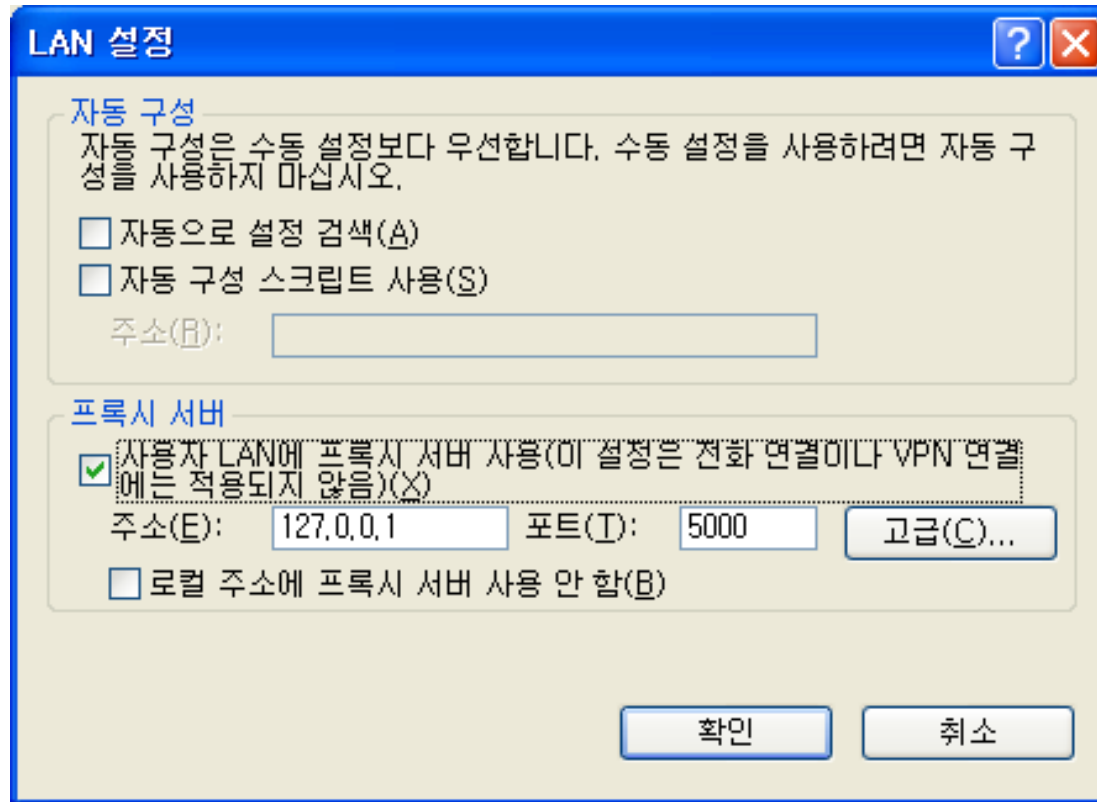 LAN 설정
자동 구성
자동 구성은 수동 설정보다 우선합니다. 수동 설정을 사용하려면 자동 구
성을 사용하지 마십시오.
자동으로 설정 검색(A)
자동 구성 스크립트 사용(S)
주소(R):
프록시 서버
사용자 LAN에 프록시 서버 사용(이 설정은 전화 연결이나 VPN 연결
에는 적용되지 않음)(X)
주소(E): 127.0.0.1 포트(T): 5000 고급(C)...
로컬 주소에 프록시 서버 사용 안 함(B)
확인 취소